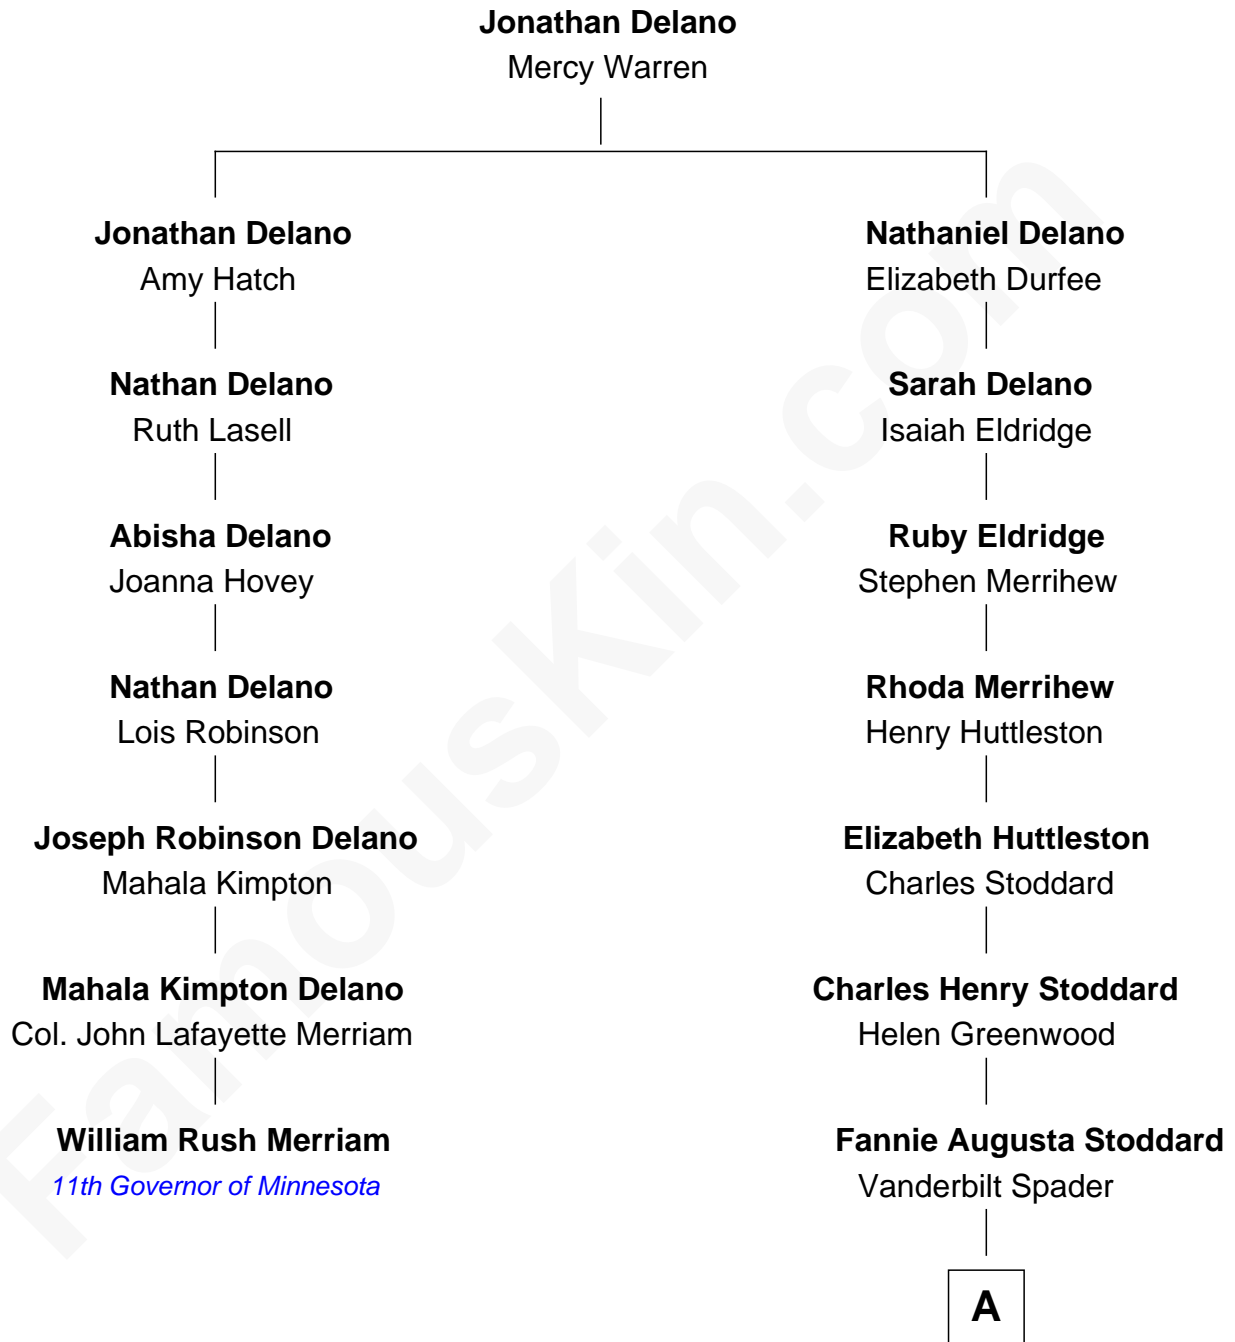 Jonathan Delano
Mercy Warren
Jonathan Delano
Amy Hatch
Nathan Delano
Ruth Lasell
Abisha Delano
Joanna Hovey
Nathan Delano
Lois Robinson
Joseph Robinson Delano
Mahala Kimpton
Mahala Kimpton Delano
Col. John Lafayette Merriam
William Rush Merriam
11th Governor of Minnesota
Nathaniel Delano
Elizabeth Durfee
Sarah Delano
Isaiah Eldridge
Ruby Eldridge
Stephen Merrihew
Rhoda Merrihew
Henry Huttleston
Elizabeth Huttleston
Charles Stoddard
Charles Henry Stoddard
Helen Greenwood
Fannie Augusta Stoddard
Vanderbilt Spader
A
FamousKin.com